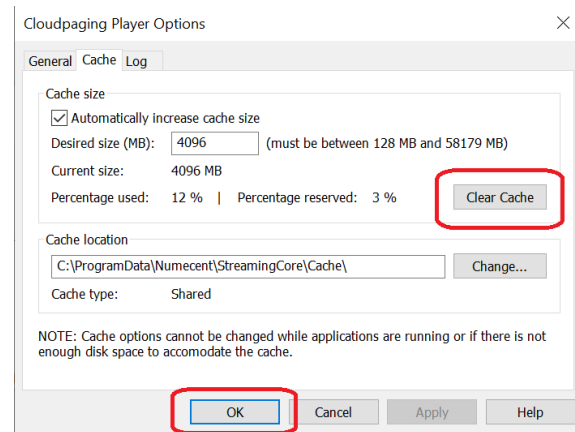 Cloudpaging Player Options
General Cache Log
Cache size
Automatically increase cache size
Desired size (MB): 4096 (must be between 128 MB and 58179 MB)
Current size: 4096 MB
Percentage used: 12 % | Percentage reserved: 3 %
Clear Cache
Cache location
C:\ProgramData\Numecent\StreamingCore\Cache\
Change...
Cache type: Shared
NOTE: Cache options cannot be changed while applications are running or if there is not
enough disk space to accomodate the cache.
OK Cancel Apply Help